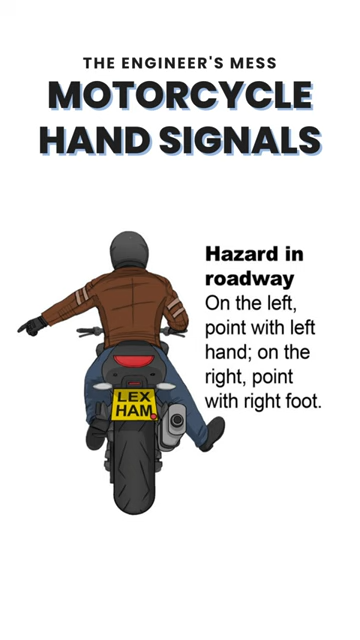 THE ENGINEER'S MESS
MOTORCYCLE
HAND SIGNALS
Hazard in
roadway
On the left,
point with left
hand; on the
right, point
with right foot.
LEX
HAM